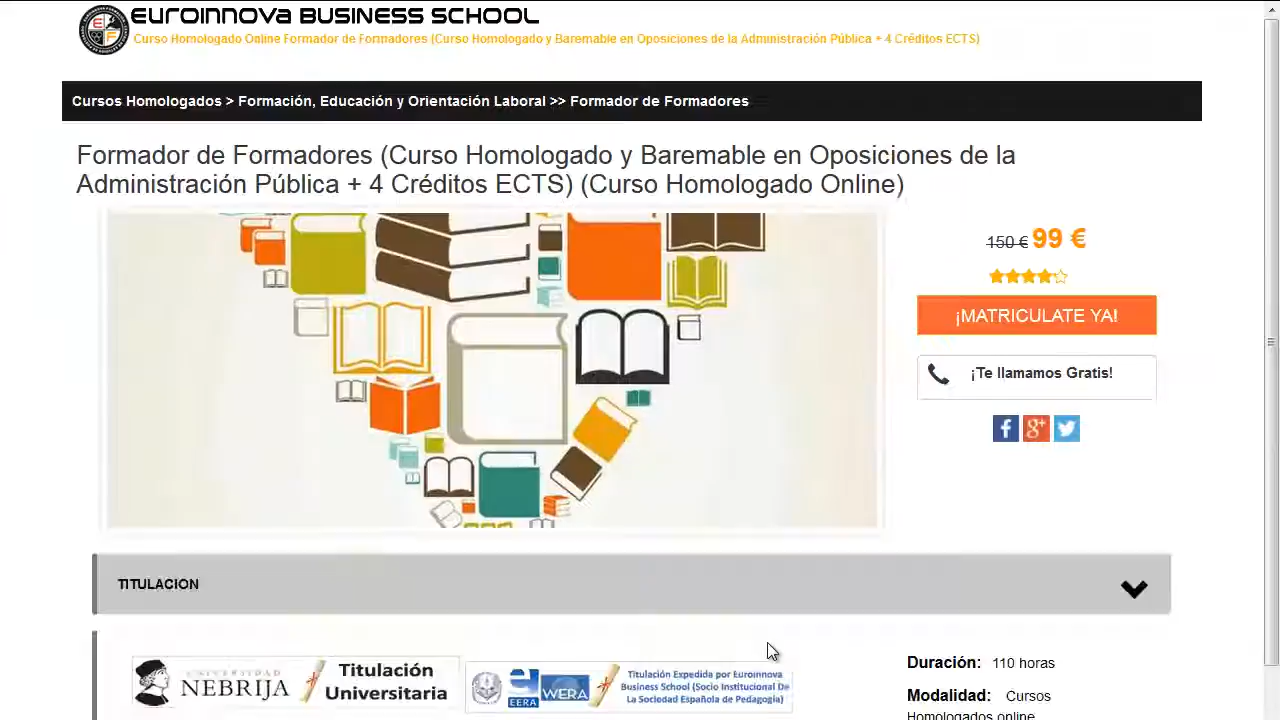 EUROINNOVA BUSINESS SCHOOL
Curso Homologado Online Formador de Formadores (Curso Homologado y Baremable en Oposiciones de la Administración Pública + 4 Créditos ECTS)
Cursos Homologados > Formación, Educación y Orientación Laboral >> Formador de Formadores
Formador de Formadores (Curso Homologado y Baremable en Oposiciones de la
Administración Pública + 4 Créditos ECTS) (Curso Homologado Online)
150 € 99 €
¡MATRICULATE YA!
¡Te llamamos Gratis!
TITULACION
UNIVERSIDAD
NEBRIJA
Titulación
Universitaria
EERA
WERA
Titulación Expedida por Euroinnova
Business School (Socio Institucional De
La Sociedad Española de Pedagogía)
Duración: 110 horas
Modalidad: Cursos
Homologados online